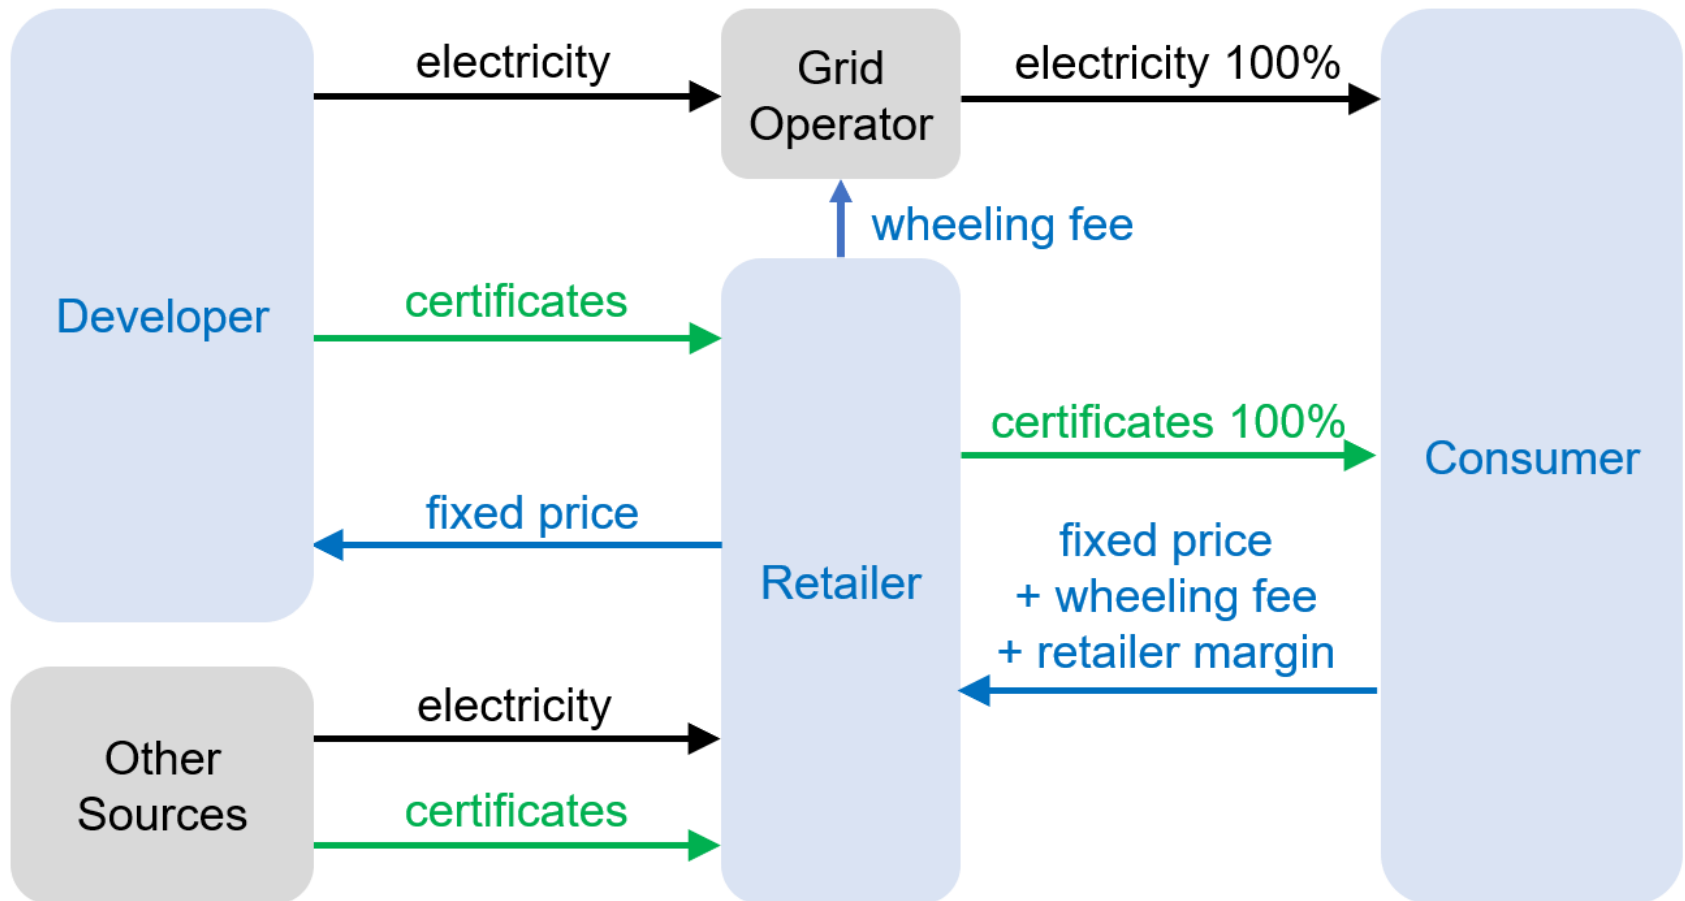 electricity
Grid
Operator
electricity 100%
wheeling fee
Developer
certificates
certificates 100%
Consumer
fixed price
Retailer
fixed price
+ wheeling fee
+ retailer margin
Other
Sources
electricity
certificates